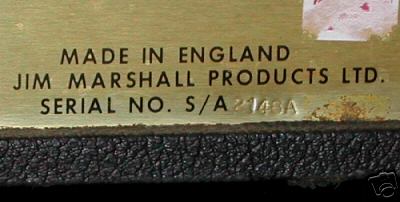 MADE IN ENGLAND
JIM MARSHALL PRODUCTS LTD.
SERIAL NO. S/A